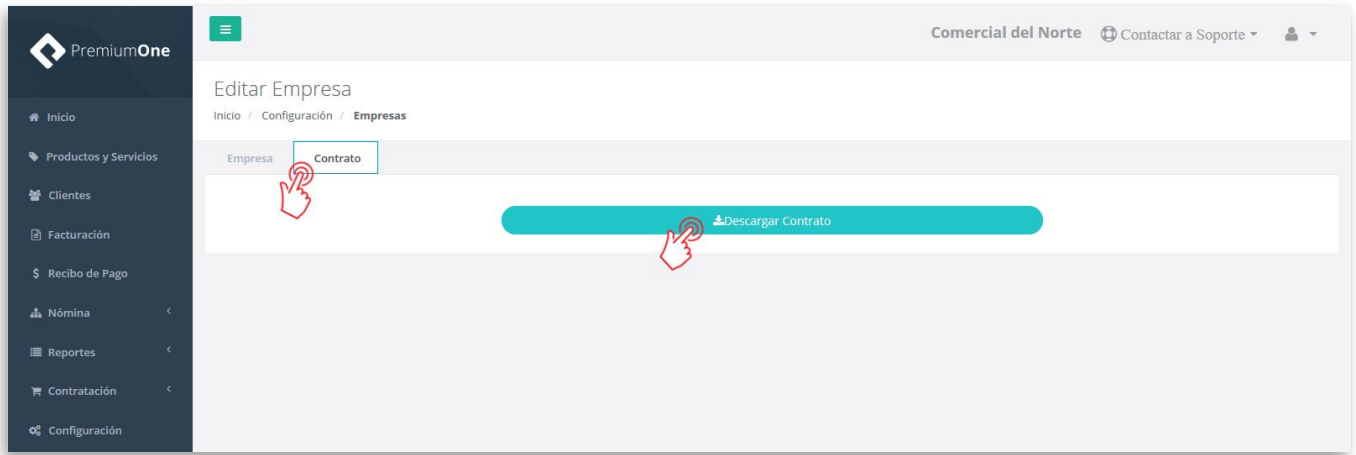 PremiumOne
Comercial del Norte Contactar a Soporte
Editar Empresa
Inicio / Configuración / Empresas
Empresa Contrato
Descargar Contrato
Inicio
Productos y Servicios
Clientes
Facturación
$ Recibo de Pago
Nómina
Reportes
Contratación
Configuración